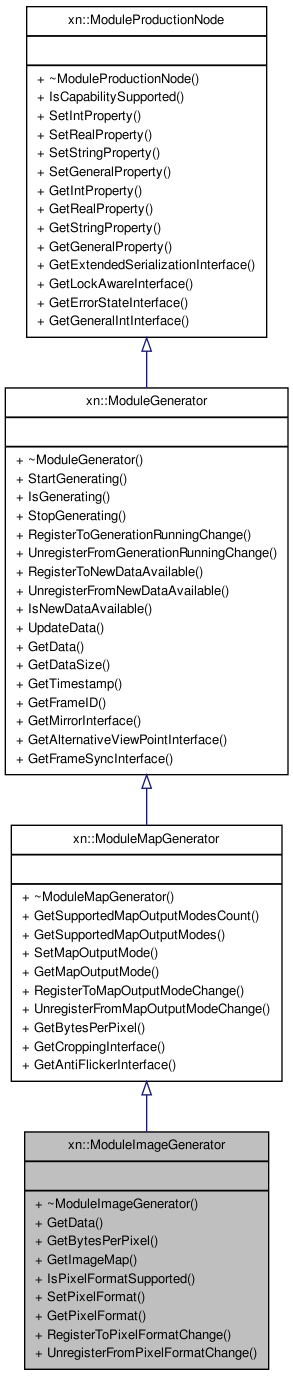 xn::ModuleProductionNode
+ ~ModuleProductionNode()
+ IsCapabilitySupported()
+ SetIntProperty()
+ SetRealProperty()
+ SetStringProperty()
+ SetGeneralProperty()
+ GetIntProperty()
+ GetRealProperty()
+ GetStringProperty()
+ GetGeneralProperty()
+ GetExtendedSerializationInterface()
+ GetLockAwareInterface()
+ GetErrorStateInterface()
+ GetGeneralIntInterface()
xn::ModuleGenerator
+ ~ModuleGenerator()
+ StartGenerating()
+ IsGenerating()
+ StopGenerating()
+ RegisterToGenerationRunningChange()
+ UnregisterFromGenerationRunningChange()
+ RegisterToNewDataAvailable()
+ UnregisterFromNewDataAvailable()
+ IsNewDataAvailable()
+ UpdateData()
+ GetData()
+ GetDataSize()
+ GetTimestamp()
+ GetFrameID()
+ GetMirrorInterface()
+ GetAlternativeViewPointInterface()
+ GetFrameSyncInterface()
xn::ModuleMapGenerator
+ ~ModuleMapGenerator()
+ GetSupportedMapOutputModesCount()
+ GetSupportedMapOutputModes()
+ SetMapOutputMode()
+ GetMapOutputMode()
+ RegisterToMapOutputModeChange()
+ UnregisterFromMapOutputModeChange()
+ GetBytesPerPixel()
+ GetCroppingInterface()
+ GetAntiFlickerInterface()
xn::ModuleImageGenerator
+ ~ModuleImageGenerator()
+ GetData()
+ GetBytesPerPixel()
+ GetImageMap()
+ IsPixelFormatSupported()
+ SetPixelFormat()
+ GetPixelFormat()
+ RegisterToPixelFormatChange()
+ UnregisterFromPixelFormatChange()